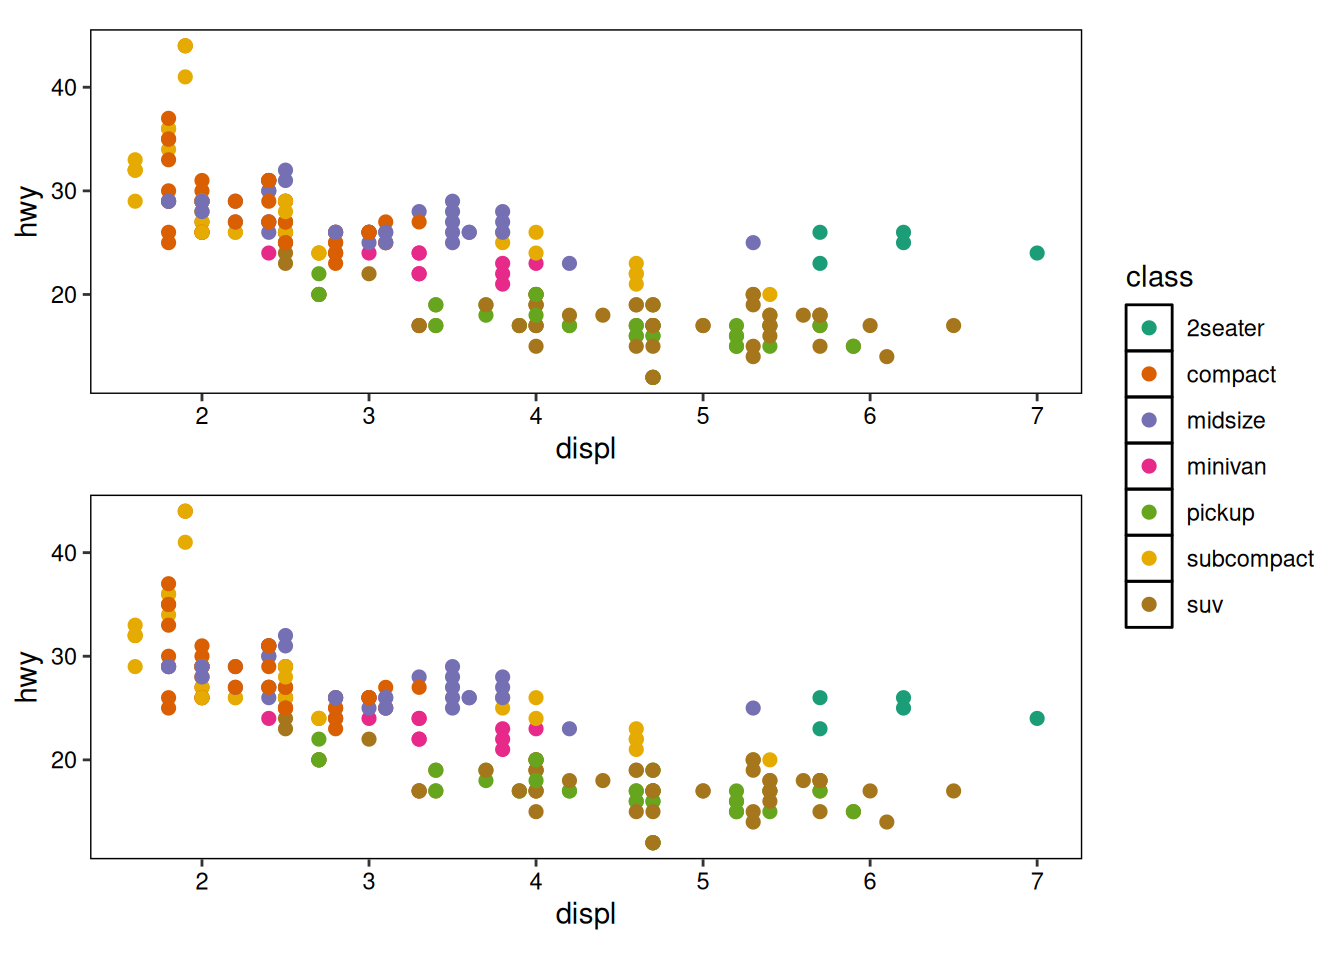 40
30
20
hwy
2 3 4 5 6 7
displ
class
2seater
compact
midsize
minivan
pickup
subcompact
suv
40
30
20
hwy
2 3 4 5 6 7
displ